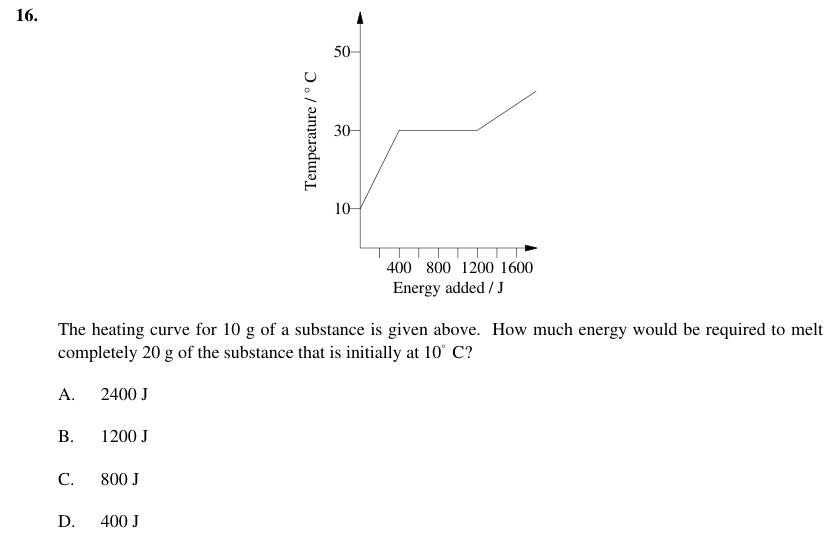 16.
50
Temperature / ° C
30
10
400 800 1200 1600
Energy added / J
The heating curve for 10 g of a substance is given above. How much energy would be required to melt
completely 20 g of the substance that is initially at 10° C?
A. 2400 J
B. 1200 J
C. 800 J
D. 400 J